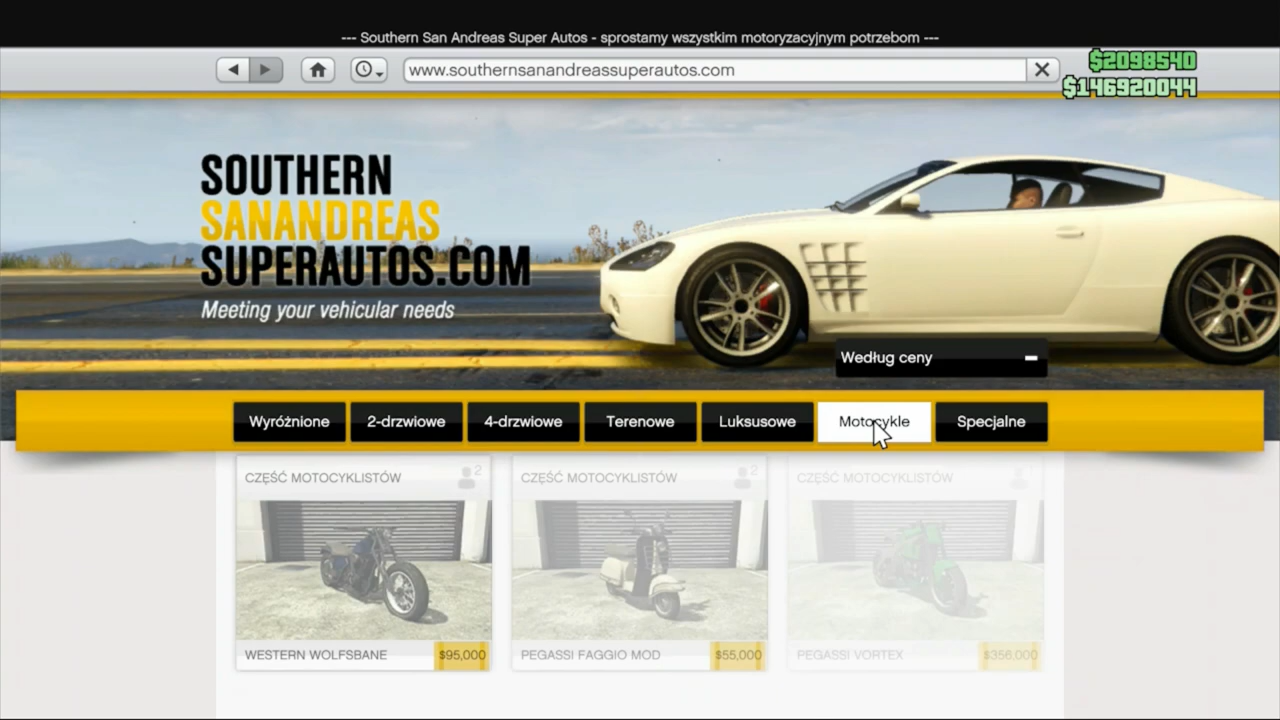 --- Southern San Andreas Super Autos - sprostamy wszystkim motoryzacyjnym potrzebom ---
www.southernsanandreassuperautos.com
$2098540
$146920044
SOUTHERN
SANANDREAS
SUPERAUTOS.COM
Meeting your vehicular needs
Według ceny
Wyróżnione 2-drzwiowe 4-drzwiowe Terenowe Luksusowe Motocykle Specjalne
CZĘŚĆ MOTOCYKLISTÓW 2 CZĘŚĆ MOTOCYKLISTÓW 2 CZĘŚĆ MOTOCYKLISTÓW
WESTERN WOLFSBANE $95,000 PEGASSI FAGGIO MOD $55,000 PEGASSI VORTEX $356,000